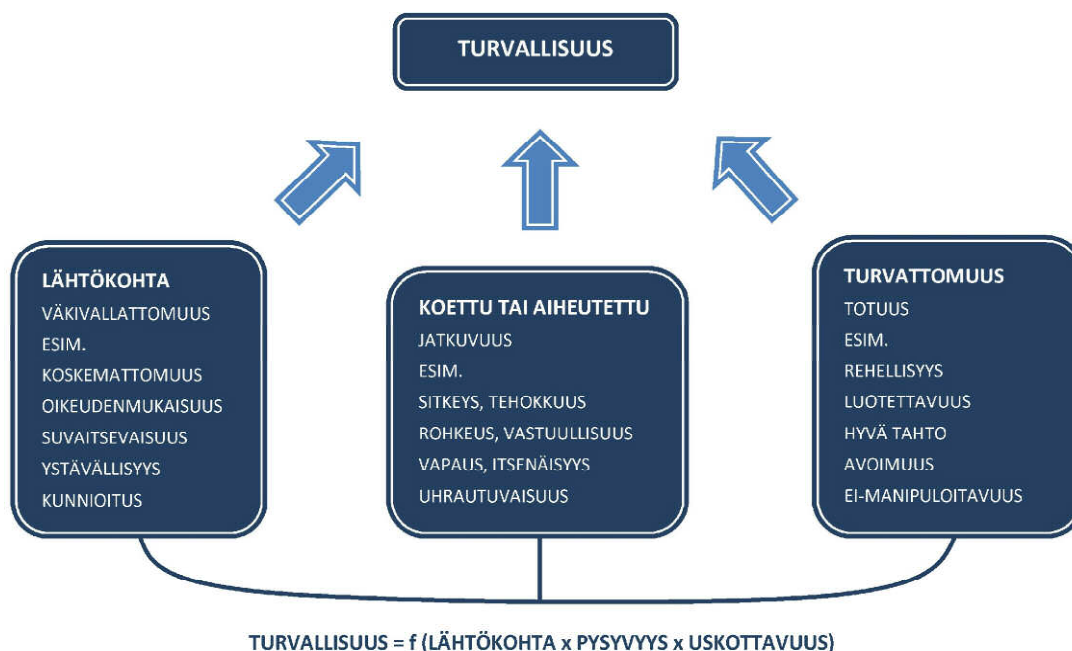 TURVALLISUUS
LÄHTÖKOHTA
VÄKIVALLATTOMUUS
ESIM.
KOSKEMATTOMUUS
OIKEUDENMUKAISUUS
SUVAITSEVAISUUS
YSTÄVÄLLISYYS
KUNNIOITUS
KOETTU TAI AIHEUTETTU
JATKUVUUS
ESIM.
SITKEYS, TEHOKKUUS
ROHKEUS, VASTUULLISUUS
VAPAUS, ITSENÄISYYS
UHRAUTUVAISUUS
TURVATTOMUUS
TOTUUS
ESIM.
REHELLISYYS
LUOTETTAVUUS
HYVÄ TAHTO
AVOIMUUS
EI-MANIPULOITAVUUS
TURVALLISUUS = f (LÄHTÖKOHTA x PYSYVYYS x USKOTTAVUUS)